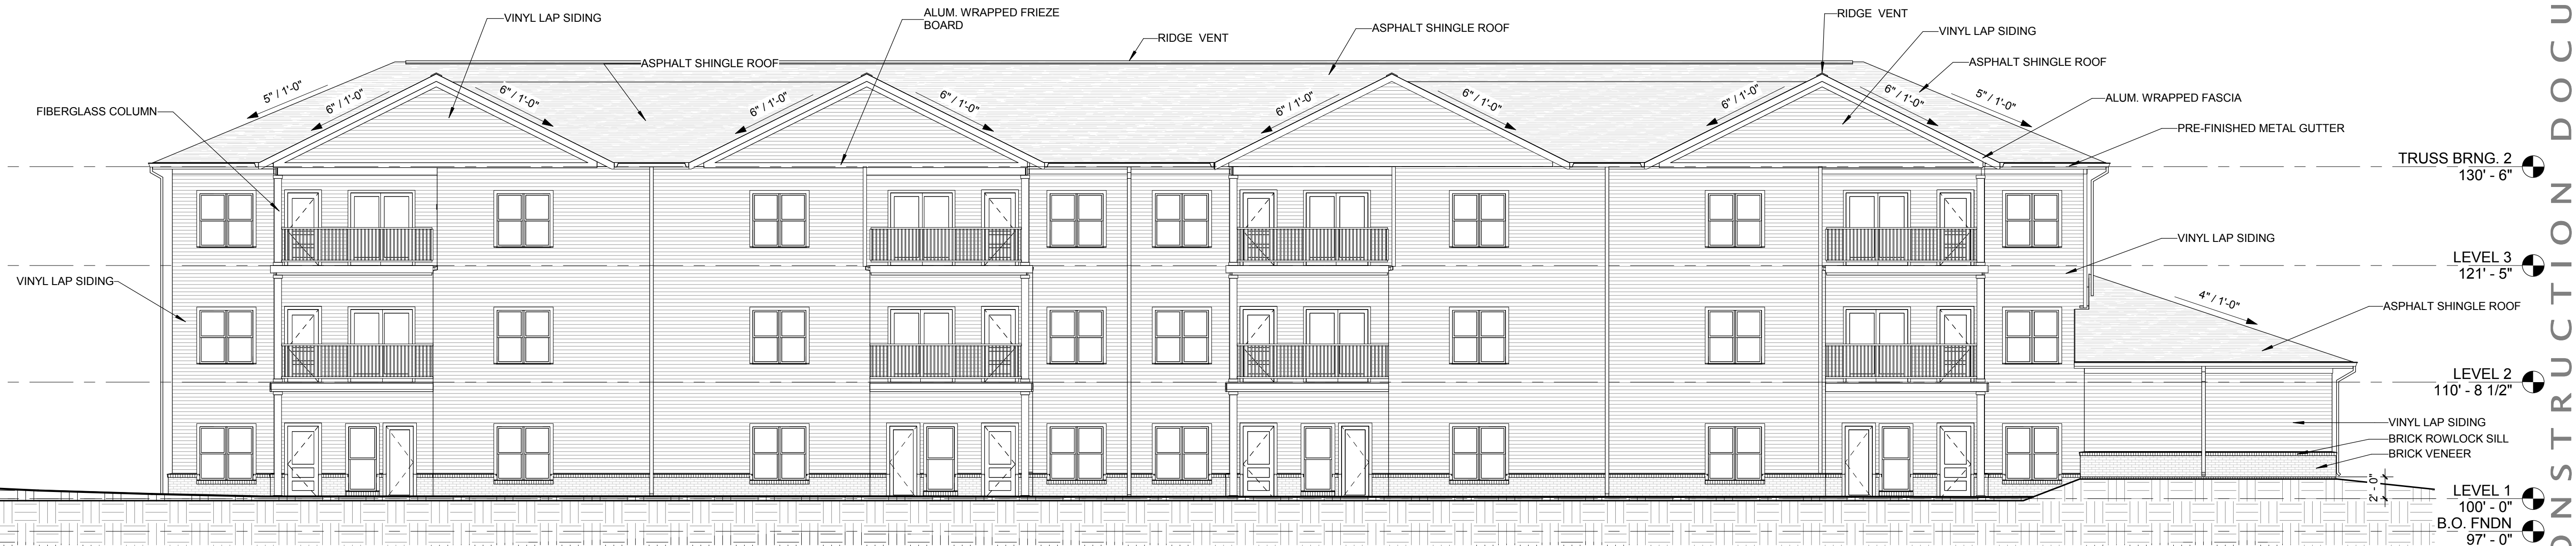 VINYL LAP SIDING
ALUM. WRAPPED FRIEZE
BOARD
RIDGE VENT
ASPHALT SHINGLE ROOF
RIDGE VENT
VINYL LAP SIDING
ASPHALT SHINGLE ROOF
ASPHALT SHINGLE ROOF
FIBERGLASS COLUMN
5" / 1'-0"
6" / 1'-0"
6" / 1'-0"
6" / 1'-0"
6" / 1'-0"
6" / 1'-0"
6" / 1'-0"
6" / 1'-0"
6" / 1'-0"
5" / 1'-0"
ALUM. WRAPPED FASCIA
PRE-FINISHED METAL GUTTER
TRUSS BRNG. 2
130' - 6"
VINYL LAP SIDING
LEVEL 3
121' - 5"
VINYL LAP SIDING
4" / 1'-0"
ASPHALT SHINGLE ROOF
LEVEL 2
110' - 8 1/2"
VINYL LAP SIDING
BRICK ROWLOCK SILL
BRICK VENEER
2' - 0"
LEVEL 1
100' - 0"
B.O. FNDN
97' - 0"
ONSTRUCTION DOCU